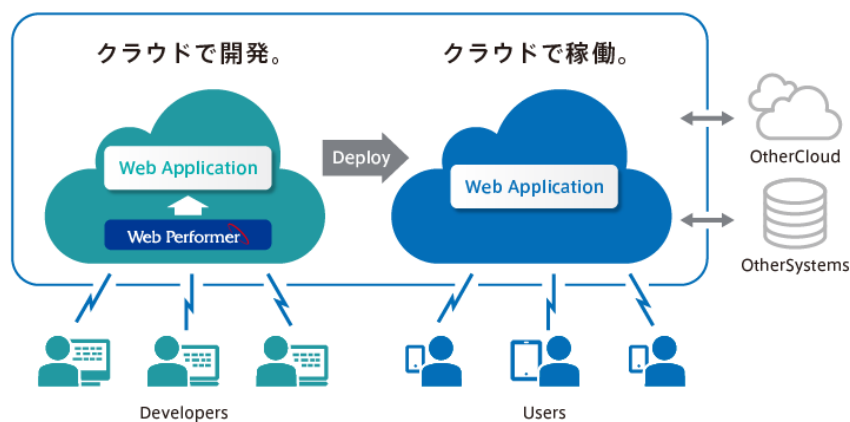 クラウドで開発。
クラウドで稼働。
Web Application
Web Performer
Deploy
Web Application
OtherCloud
OtherSystems
Developers
Users